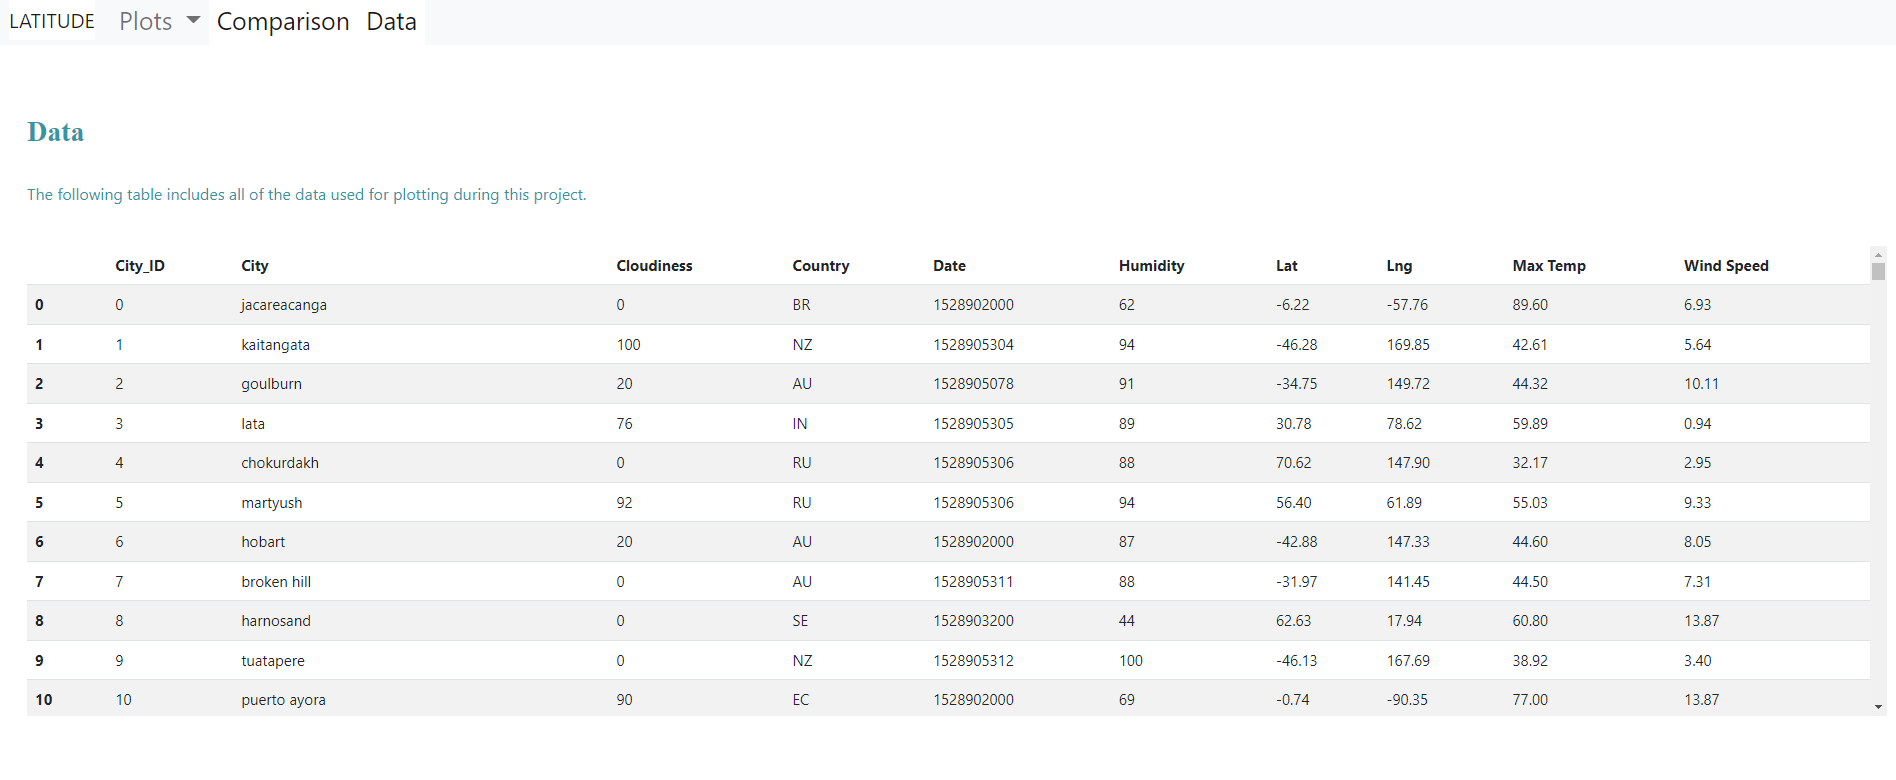 LATITUDE Plots Comparison Data
Data
The following table includes all of the data used for plotting during this project.
City_ID City Cloudiness Country Date Humidity Lat Lng Max Temp Wind Speed
0 0 jacareacanga 0 BR 1528902000 62 -6.22 -57.76 89.60 6.93
1 1 kaitangata 100 NZ 1528905304 94 -46.28 169.85 42.61 5.64
2 2 goulburn 20 AU 1528905078 91 -34.75 149.72 44.32 10.11
3 3 lata 76 IN 1528905305 89 30.78 78.62 59.89 0.94
4 4 chokurdakh 0 RU 1528905306 88 70.62 147.90 32.17 2.95
5 5 martyush 92 RU 1528905306 94 56.40 61.89 55.03 9.33
6 6 hobart 20 AU 1528902000 87 -42.88 147.33 44.60 8.05
7 7 broken hill 0 AU 1528905311 88 -31.97 141.45 44.50 7.31
8 8 harnosand 0 SE 1528903200 44 62.63 17.94 60.80 13.87
9 9 tuatapere 0 NZ 1528905312 100 -46.13 167.69 38.92 3.40
10 10 puerto ayora 90 EC 1528902000 69 -0.74 -90.35 77.00 13.87